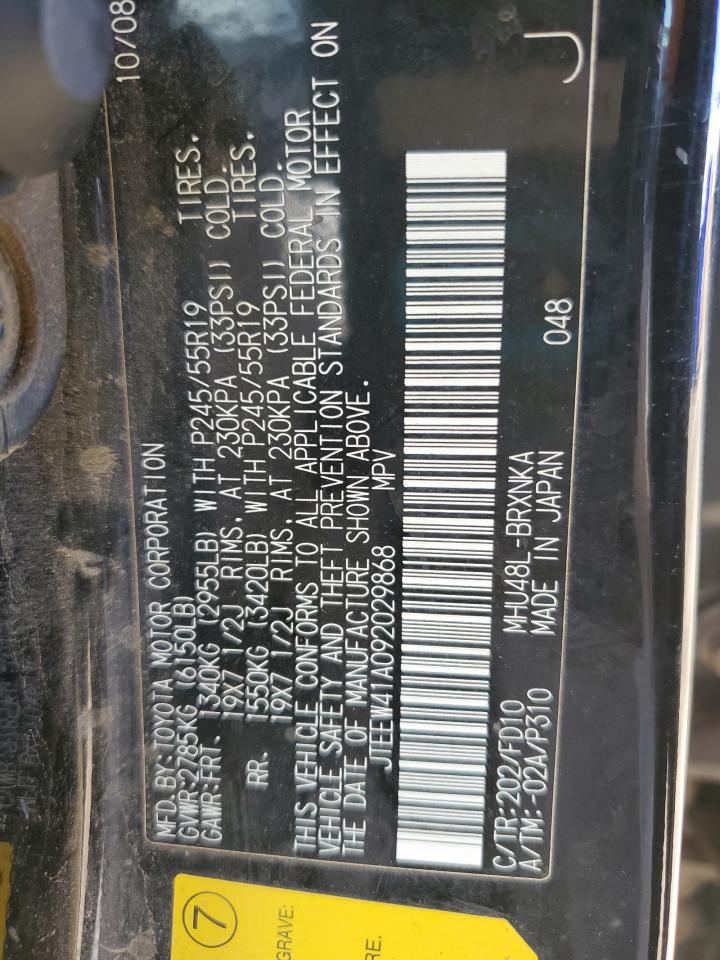 MFD.BY:TOYOTA MOTOR CORPORATION 10/08
GVWR:2785KG (6150LB)
GAWR:FRT. 1340KG (2955LB) WITH P245/55R19 TIRES.
19X7 1/2J RIMS, AT 230KPA (33PSI) COLD.
RR. 1550KG (3420LB) WITH P245/55R19 TIRES.
19X7 1/2J RIMS, AT 230KPA (33PSI) COLD.
THIS VEHICLE CONFORMS TO ALL APPLICABLE FEDERAL MOTOR
VEHICLE SAFETY AND THEFT PREVENTION STANDARDS IN EFFECT ON
THE DATE OF MANUFACTURE SHOWN ABOVE.
JTEEW41A092029868 MPV
C/TR:202/FD10 MHU48L-BRXNKA
A/TM:-02A/P310 MADE IN JAPAN 048 J
7
GRAVE:
RE.